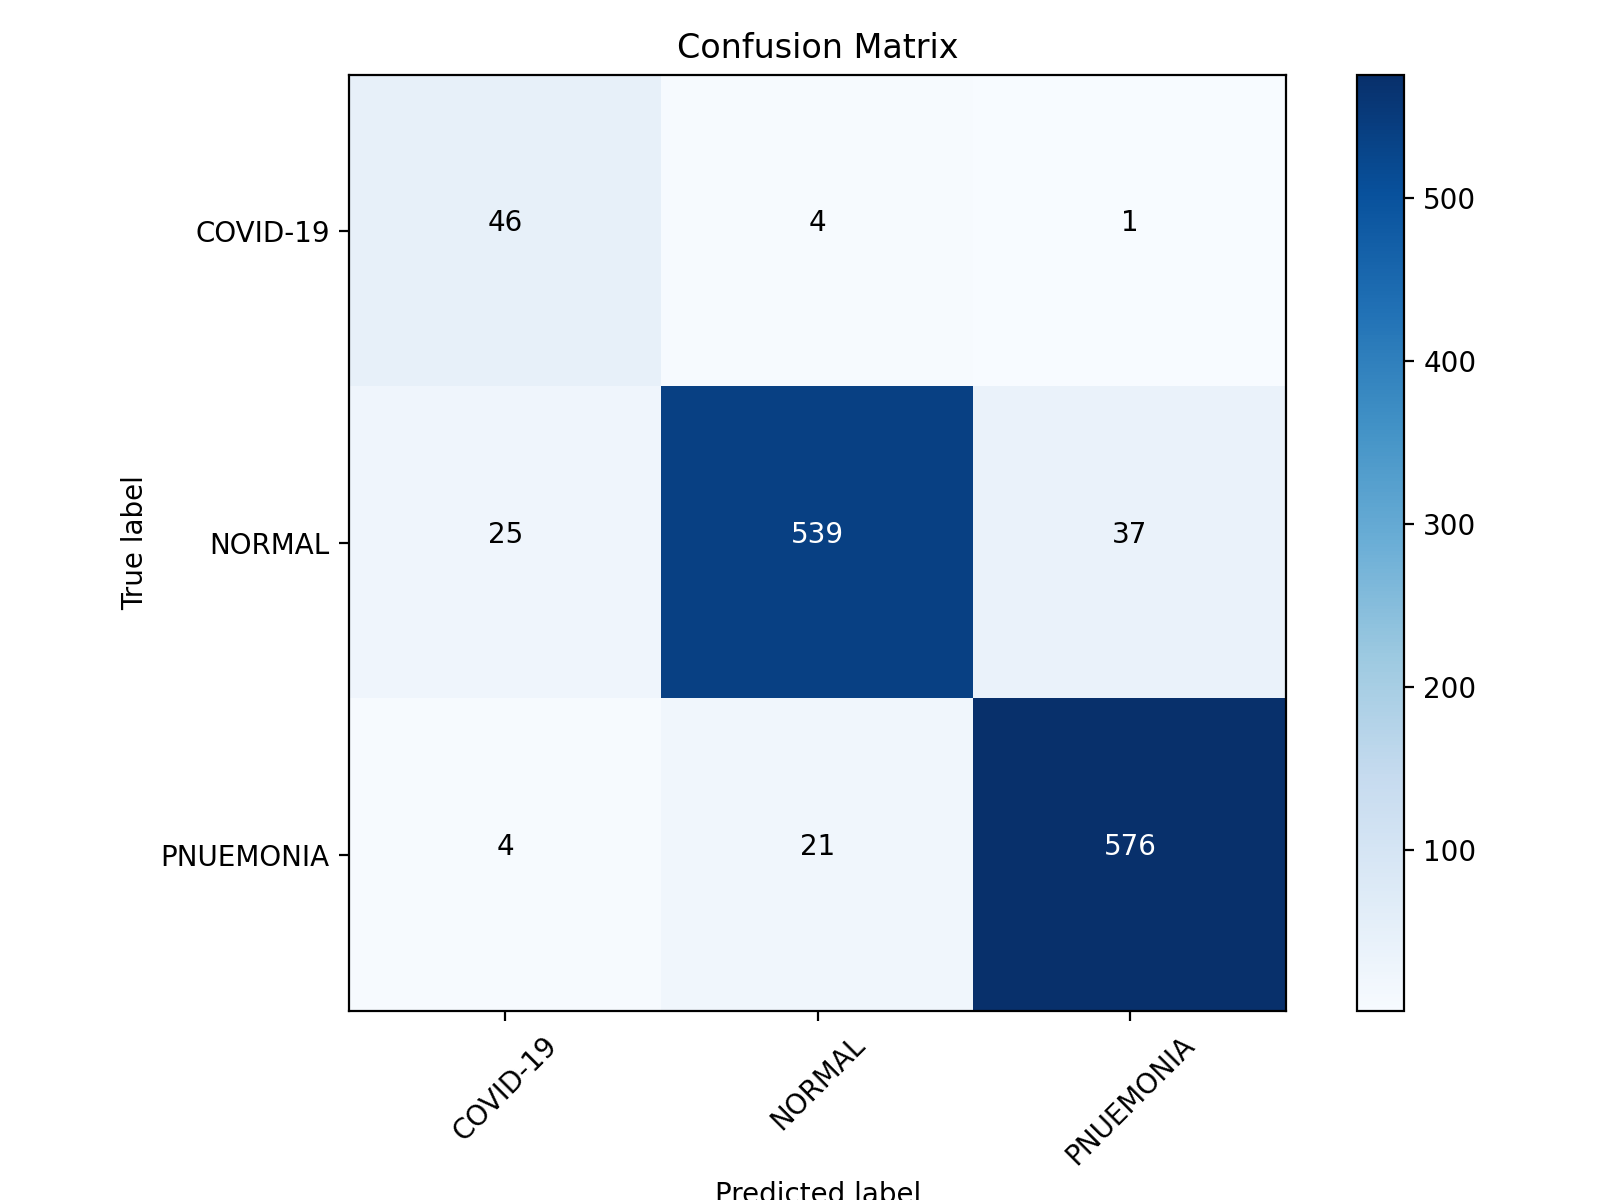 Confusion Matrix
COVID-19 46 4 1
NORMAL 25 539 37
PNUEMONIA 4 21 576
True label
COVID-19 NORMAL PNUEMONIA
Predicted label
500
400
300
200
100